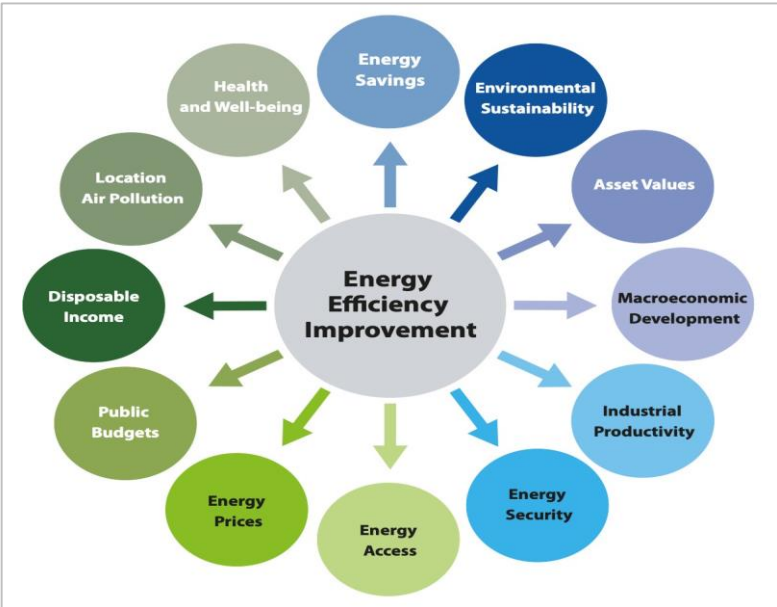 Energy
Efficiency
Improvement
Energy
Savings
Environmental
Sustainability
Asset Values
Macroeconomic
Development
Industrial
Productivity
Energy
Security
Energy
Access
Energy
Prices
Public
Budgets
Disposable
Income
Location
Air Pollution
Health
and Well-being